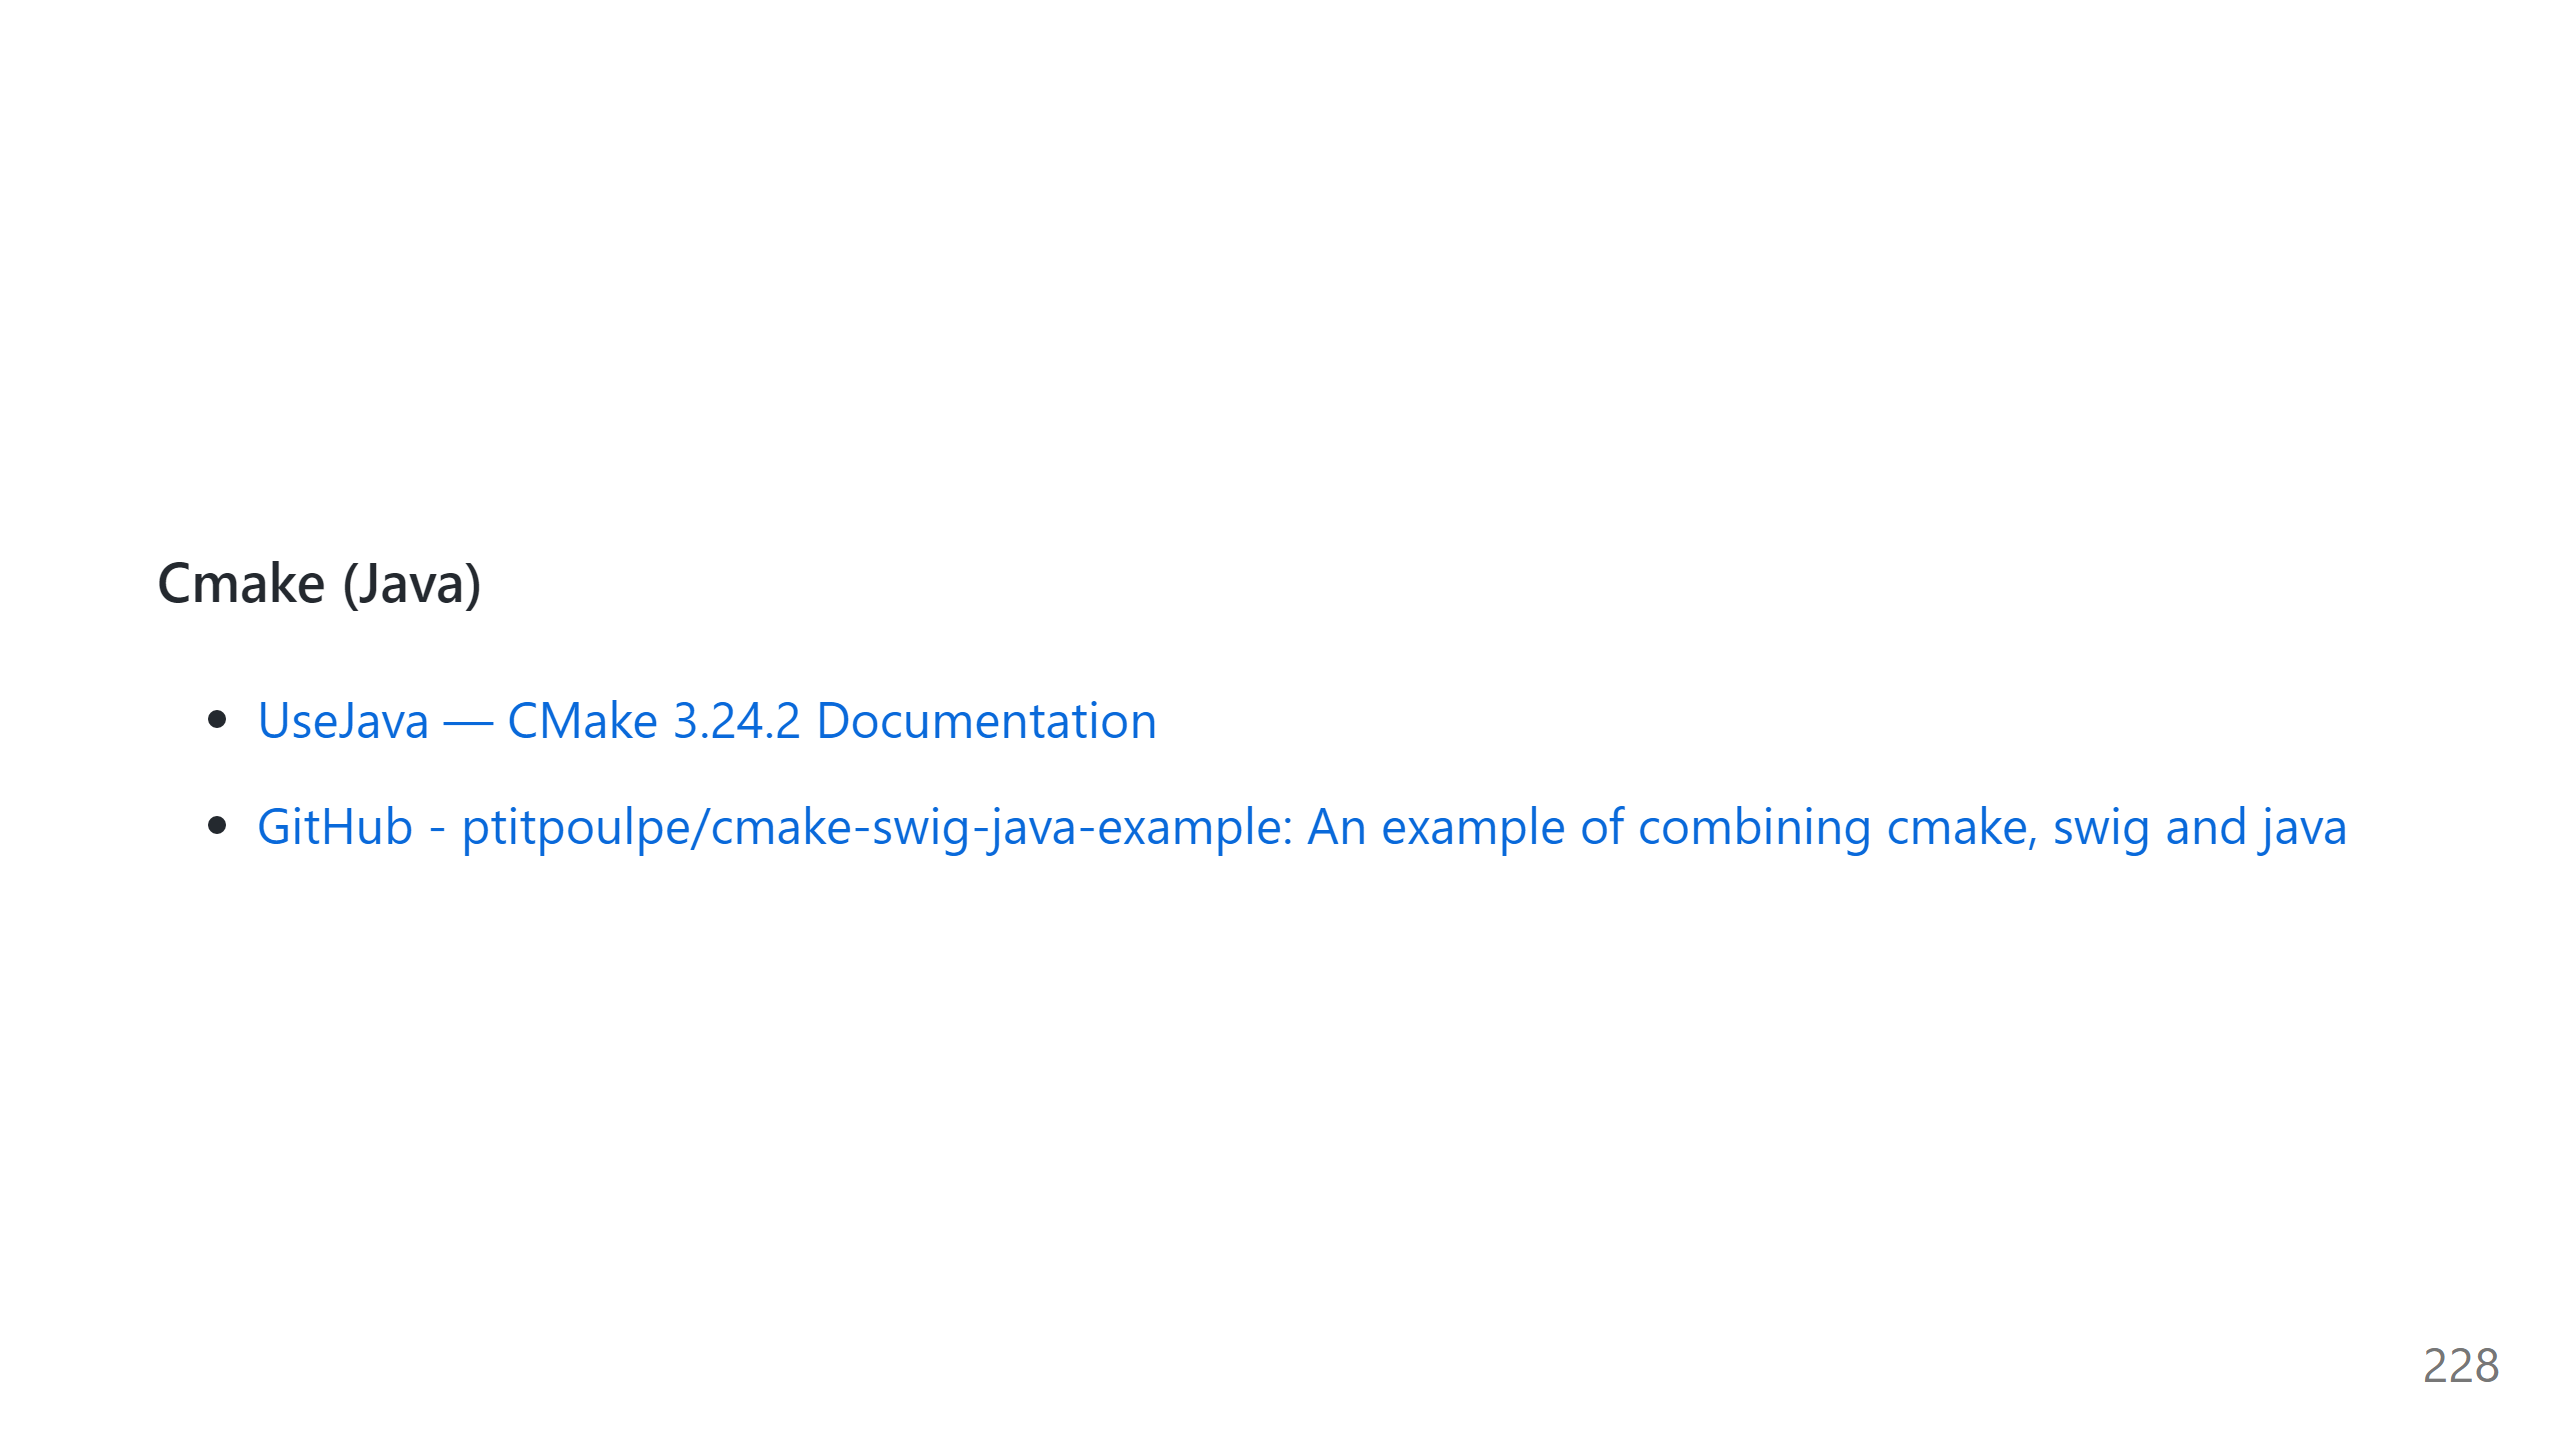 Cmake (Java)
UseJava — CMake 3.24.2 Documentation
GitHub - ptitpoulpe/cmake-swig-java-example: An example of combining cmake, swig and java
228